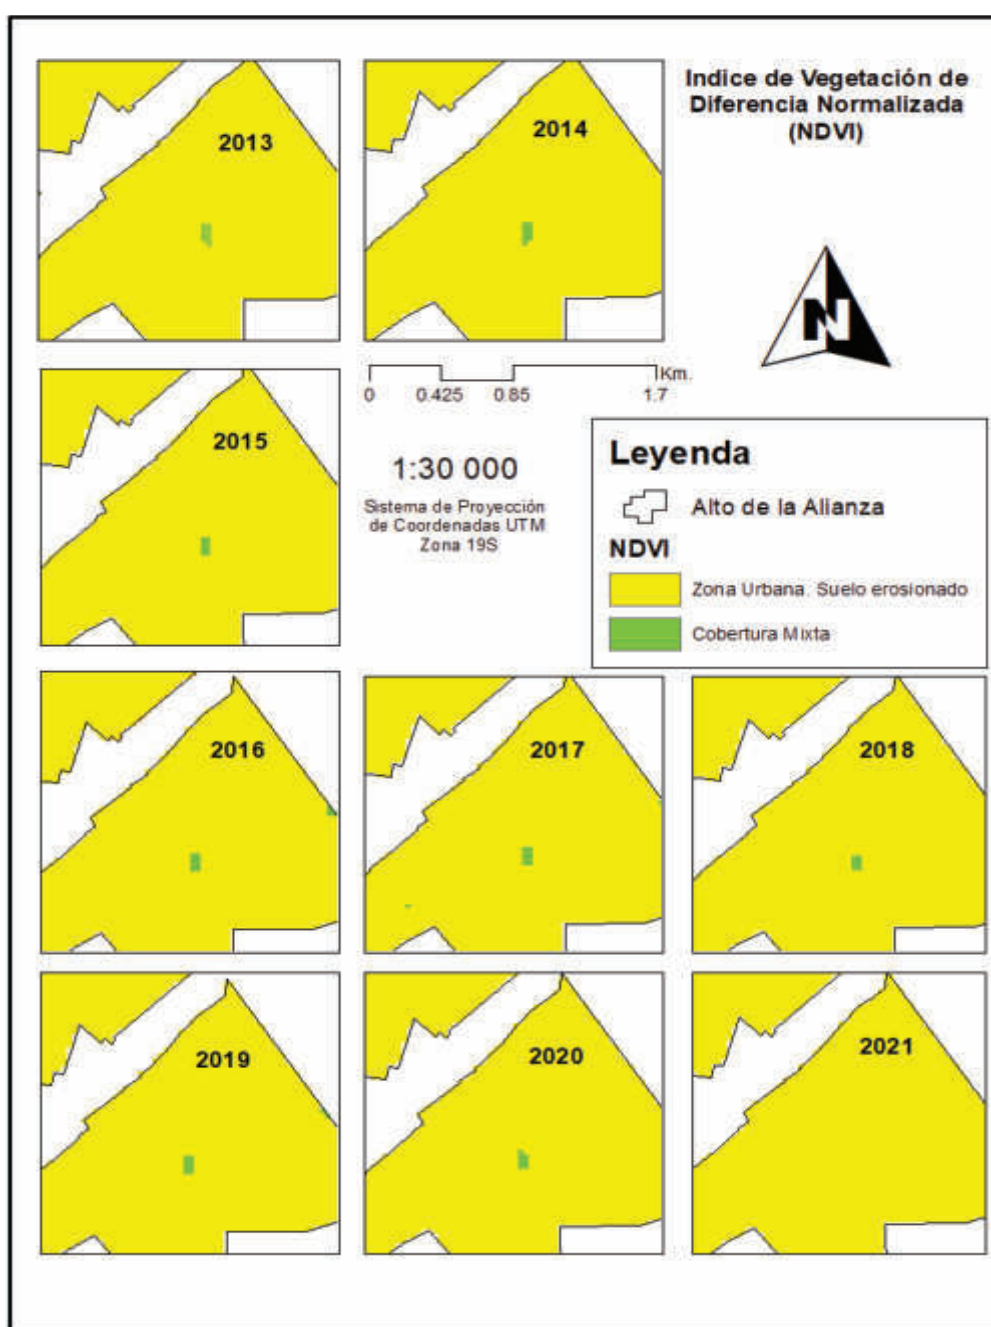 Indice de Vegetación de
Diferencia Normalizada
(NDVI)
2013
2014
N
2015
Km.
0 0.425 0.85 1.7
1:30 000
Sistema de Proyección
de Coordenadas UTM
Zona 19S
Leyenda
Alto de la Alianza
NDVI
Zona Urbana. Suelo erosionado
Cobertura Mixta
2016
2017
2018
2019
2020
2021